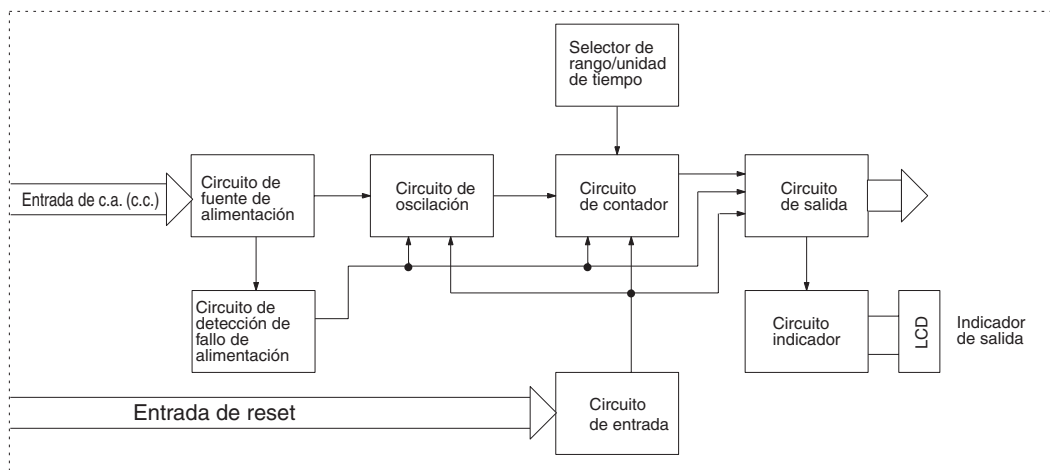 Selector de
rango/unidad
de tiempo
Entrada de c.a. (c.c.)
Circuito de
fuente de
alimentación
Circuito de
oscilación
Circuito
de contador
Circuito
de salida
Circuito de
detección de
fallo de
alimentación
Circuito
indicador
LCD
Indicador
de salida
Entrada de reset
Circuito
de entrada